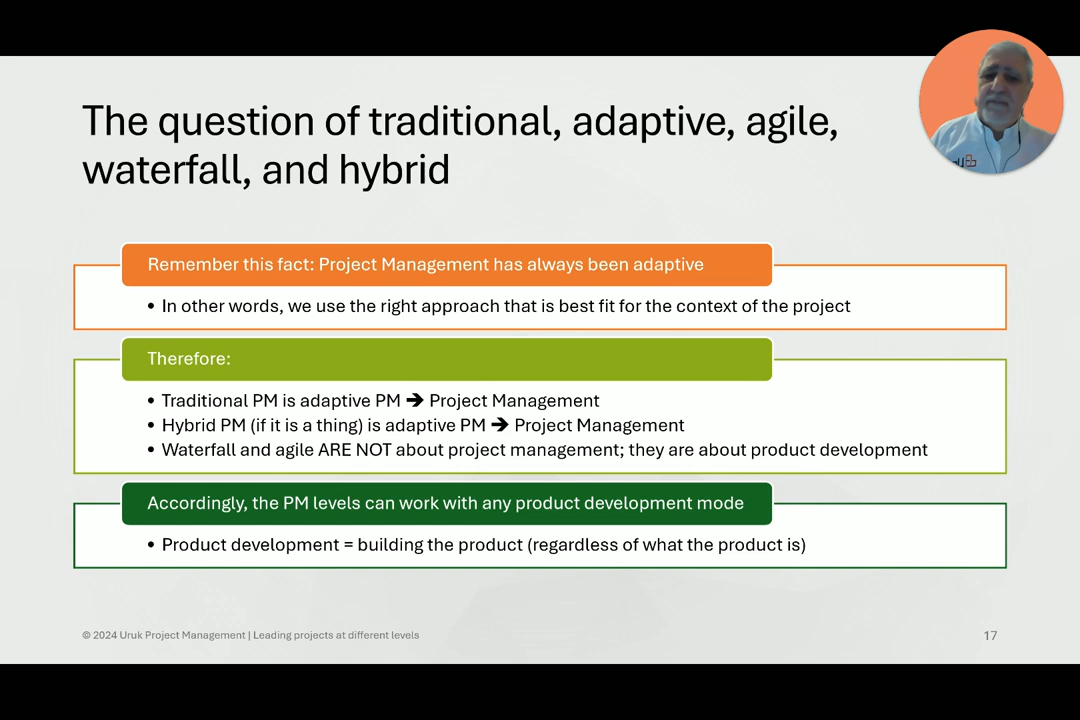 The question of traditional, adaptive, agile,
waterfall, and hybrid
Remember this fact: Project Management has always been adaptive
• In other words, we use the right approach that is best fit for the context of the project
Therefore:
• Traditional PM is adaptive PM ➔ Project Management
• Hybrid PM (if it is a thing) is adaptive PM ➔ Project Management
• Waterfall and agile ARE NOT about project management; they are about product development
Accordingly, the PM levels can work with any product development mode
• Product development = building the product (regardless of what the product is)
© 2024 Uruk Project Management | Leading projects at different levels
17